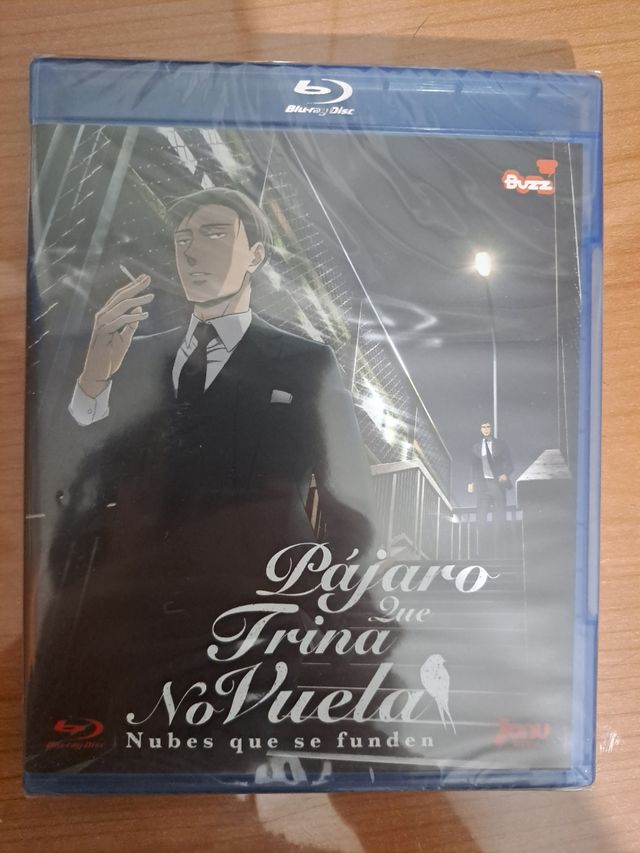 Blu-ray Disc
Buzz
Pájaro
Que
Trina
No Vuela
Nubes que se funden
Blu-ray Disc